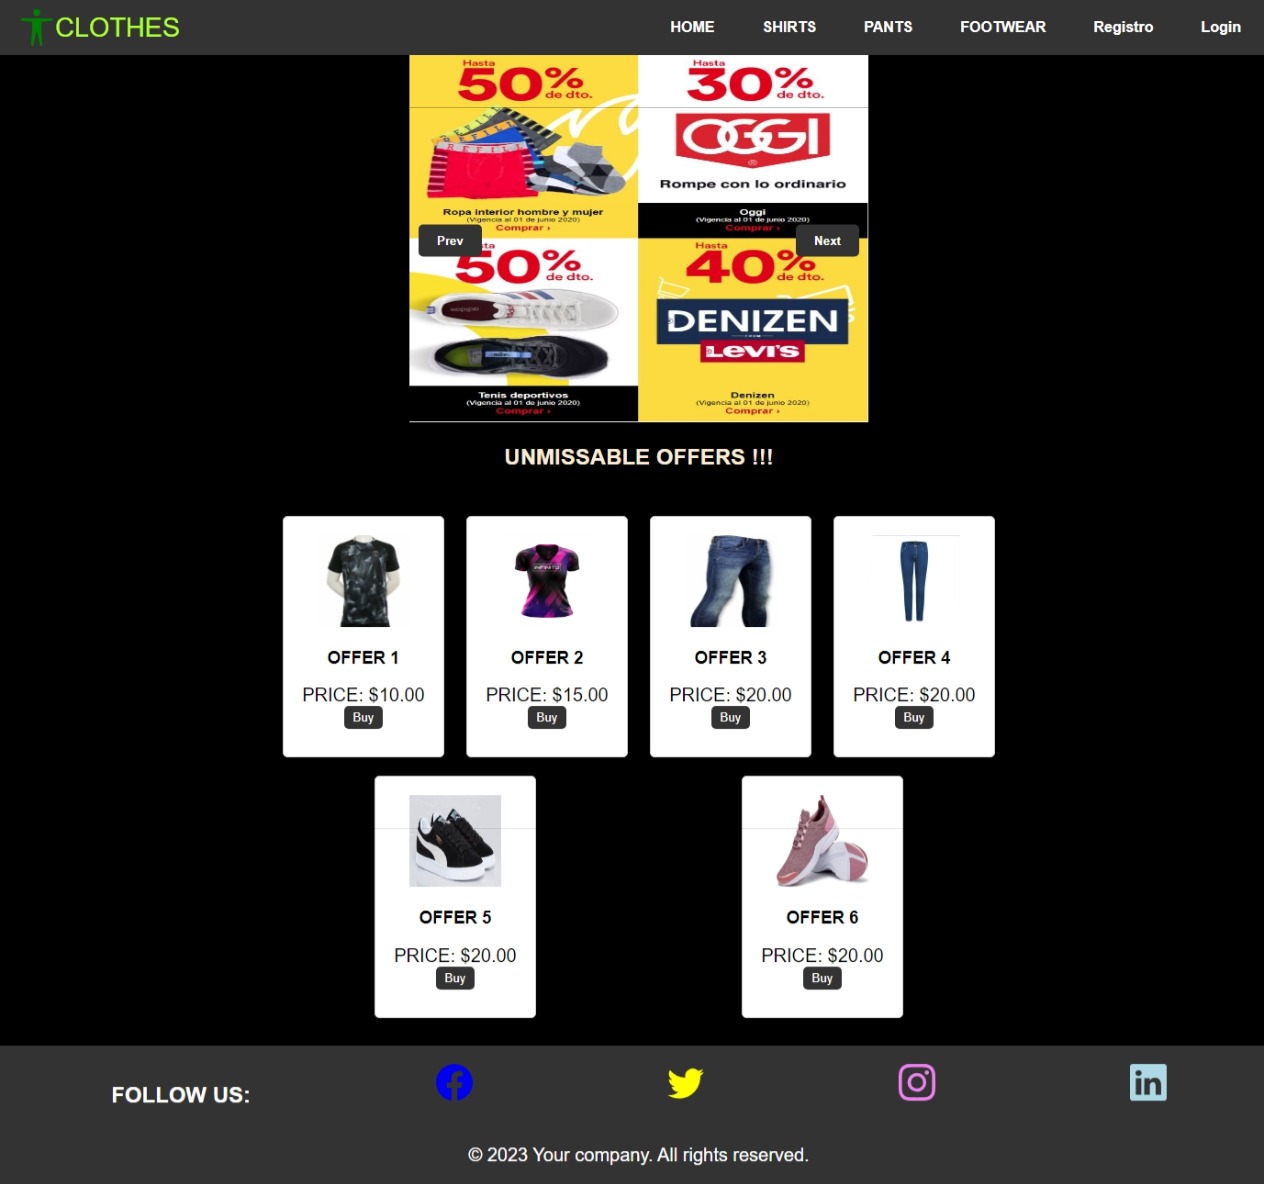 CLOTHES
HOME SHIRTS PANTS FOOTWEAR Registro Login
Hasta
50%
de dto.
REFILL
REFILL
Ropa interior hombre y mujer
(Vigencia al 01 de junio 2020)
Comprar ›
Hasta
30%
de dto.
OGGI
®
Rompe con lo ordinario
Oggi
(Vigencia al 01 de junio 2020)
Comprar ›
Prev
Next
50%
de dto.
Tenis deportivos
(Vigencia al 01 de junio 2020)
Comprar ›
Hasta
40%
de dto.
DENIZEN
FROM
LEVI'S
Denizen
(Vigencia al 01 de junio 2020)
Comprar ›
UNMISSABLE OFFERS !!!
OFFER 1
PRICE: $10.00
Buy
INFINITO
OFFER 2
PRICE: $15.00
Buy
OFFER 3
PRICE: $20.00
Buy
OFFER 4
PRICE: $20.00
Buy
OFFER 5
PRICE: $20.00
Buy
OFFER 6
PRICE: $20.00
Buy
FOLLOW US:
in
© 2023 Your company. All rights reserved.